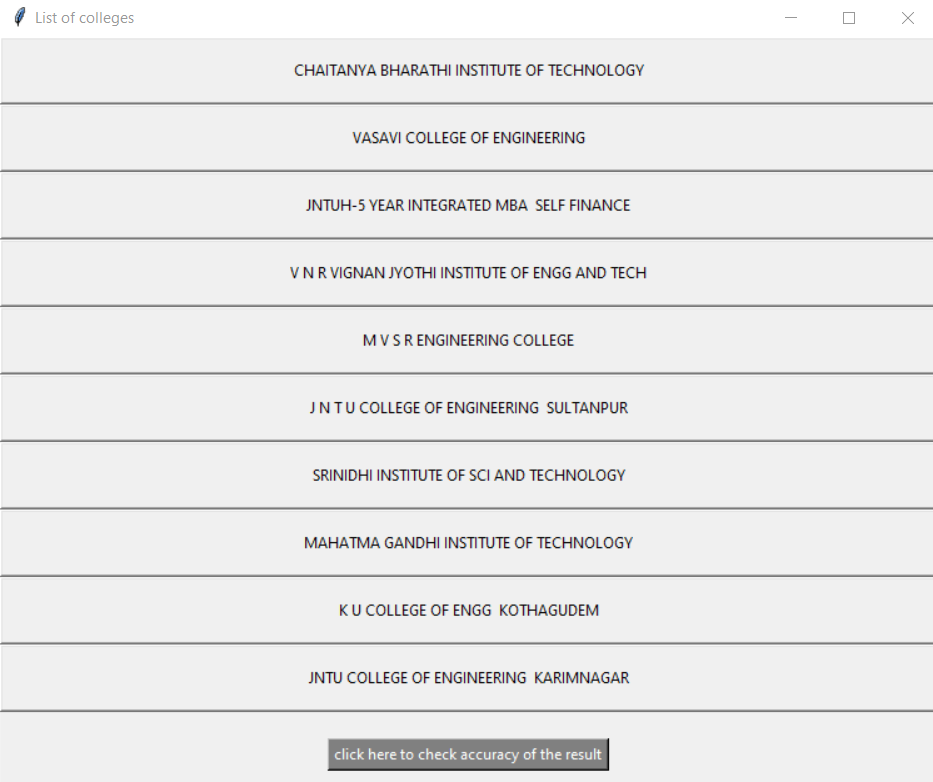 List of colleges
CHAITANYA BHARATHI INSTITUTE OF TECHNOLOGY
VASAVI COLLEGE OF ENGINEERING
JNTUH-5 YEAR INTEGRATED MBA  SELF FINANCE
V N R VIGNAN JYOTHI INSTITUTE OF ENGG AND TECH
M V S R ENGINEERING COLLEGE
J N T U COLLEGE OF ENGINEERING  SULTANPUR
SRINIDHI INSTITUTE OF SCI AND TECHNOLOGY
MAHATMA GANDHI INSTITUTE OF TECHNOLOGY
K U COLLEGE OF ENGG  KOTHAGUDEM
JNTU COLLEGE OF ENGINEERING  KARIMNAGAR
click here to check accuracy of the result